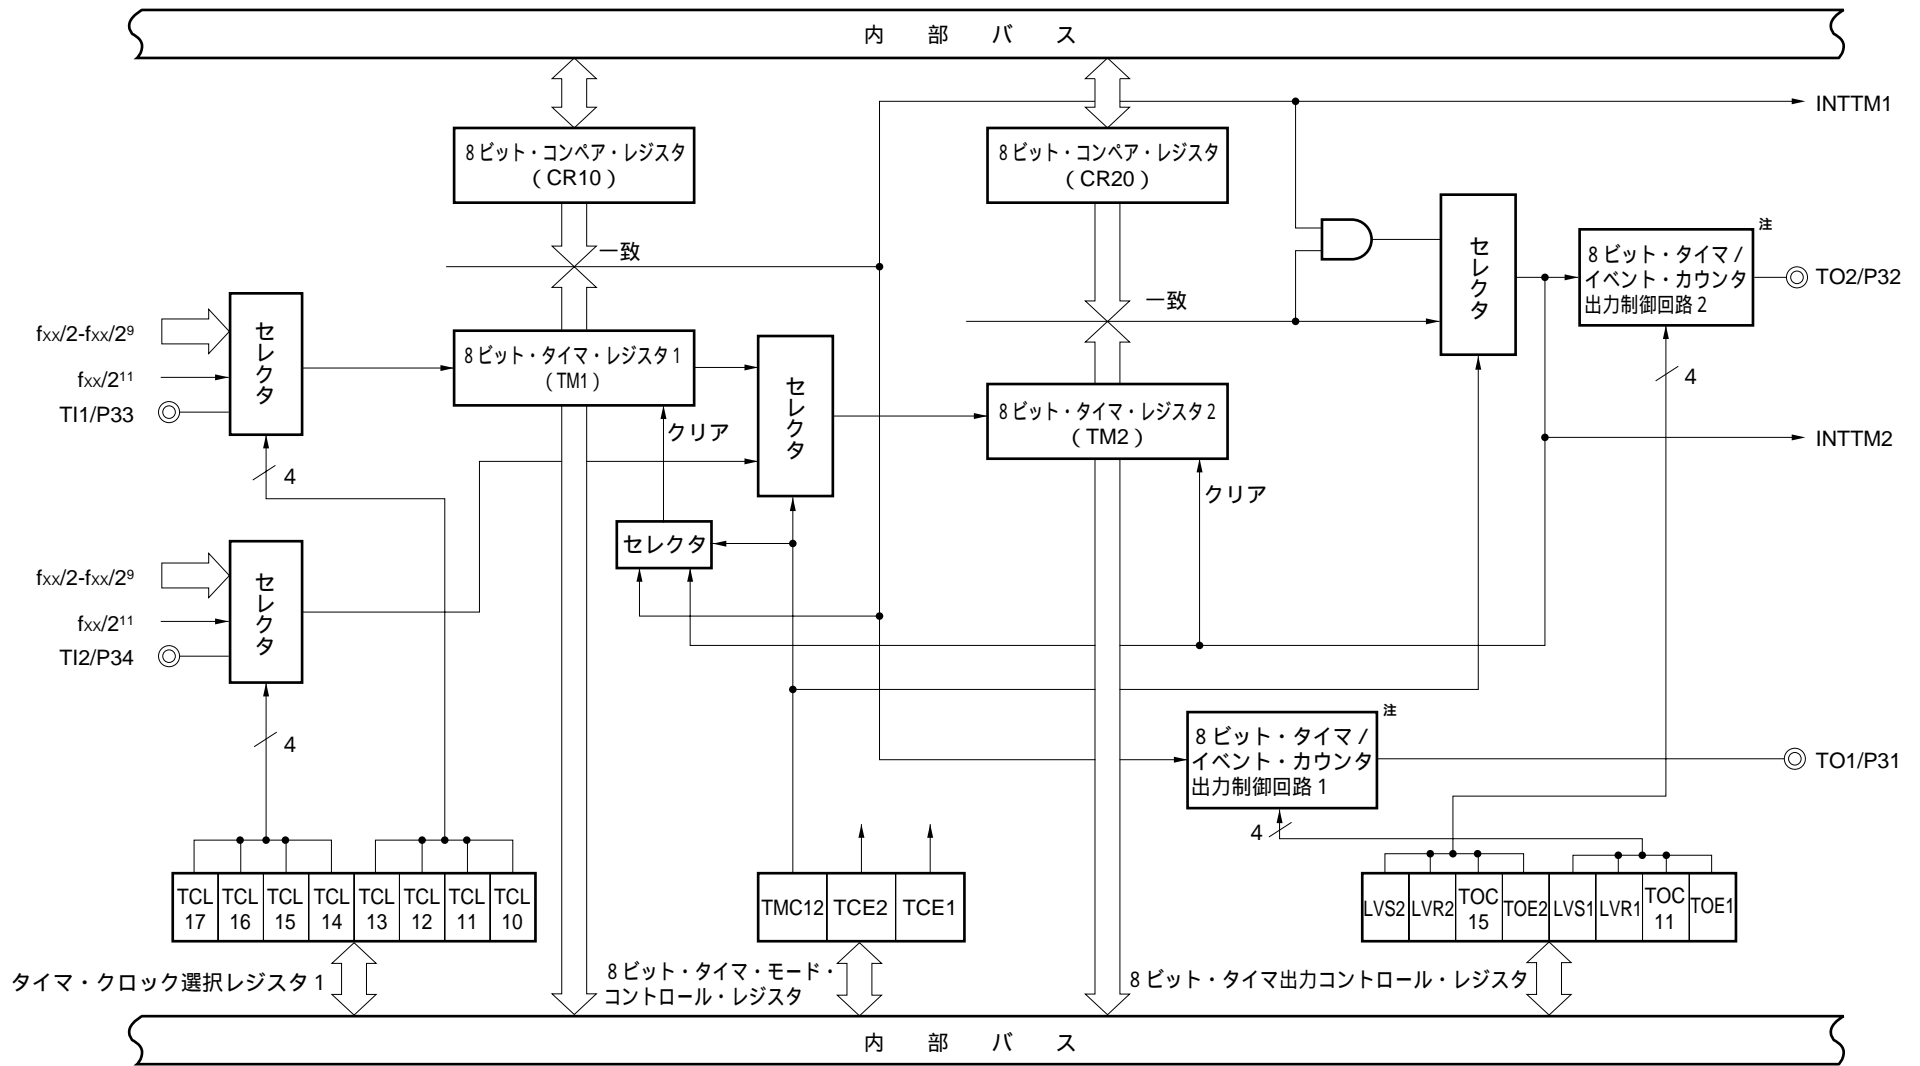 内 部 バ ス
INTTM1
8ビット・コンペア・レジスタ
(CR10)
8ビット・コンペア・レジスタ
(CR20)
一致
一致
セレクタ
注
8ビット・タイマ/
イベント・カウンタ
出力制御回路2
TO2/P32
fxx/2-fxx/2⁹
fxx/2¹¹
TI1/P33
セレクタ
8ビット・タイマ・レジスタ1
(TM1)
セレクタ
8ビット・タイマ・レジスタ2
(TM2)
4
クリア
INTTM2
4
クリア
セレクタ
fxx/2-fxx/2⁹
fxx/2¹¹
TI2/P34
セレクタ
4
注
8ビット・タイマ/
イベント・カウンタ
出力制御回路1
TO1/P31
4
TCL
17
TCL
16
TCL
15
TCL
14
TCL
13
TCL
12
TCL
11
TCL
10
TMC12
TCE2
TCE1
LVS2
LVR2
TOC
15
TOE2
LVS1
LVR1
TOC
11
TOE1
タイマ・クロック選択レジスタ1
8ビット・タイマ・モード・
コントロール・レジスタ
8ビット・タイマ出力コントロール・レジスタ
内 部 バ ス